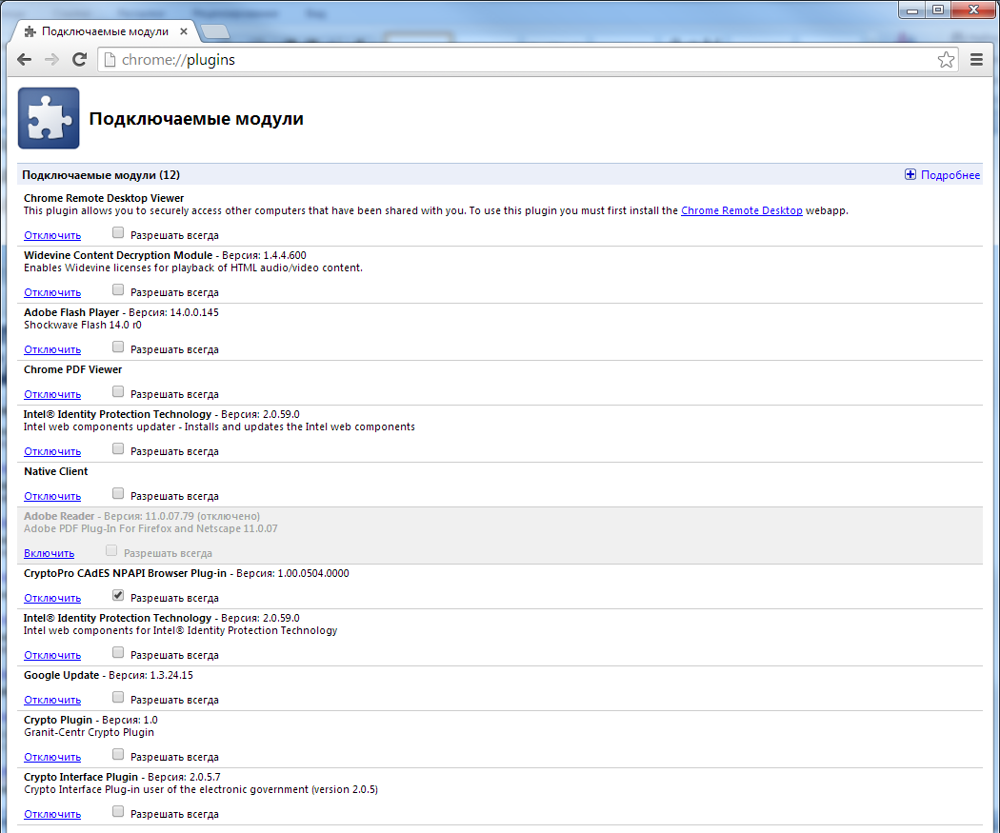 Подключаемые модули
chrome://plugins
Подключаемые модули
Подключаемые модули (12) Подробнее
Chrome Remote Desktop Viewer
This plugin allows you to securely access other computers that have been shared with you. To use this plugin you must first install the Chrome Remote Desktop webapp.
Отключить Разрешать всегда
Widevine Content Decryption Module - Версия: 1.4.4.600
Enables Widevine licenses for playback of HTML audio/video content.
Отключить Разрешать всегда
Adobe Flash Player - Версия: 14.0.0.145
Shockwave Flash 14.0 r0
Отключить Разрешать всегда
Chrome PDF Viewer
Отключить Разрешать всегда
Intel® Identity Protection Technology - Версия: 2.0.59.0
Intel web components updater - Installs and updates the Intel web components
Отключить Разрешать всегда
Native Client
Отключить Разрешать всегда
Adobe Reader - Версия: 11.0.07.79 (отключено)
Adobe PDF Plug-In For Firefox and Netscape 11.0.07
Включить Разрешать всегда
CryptoPro CAdES NPAPI Browser Plug-in - Версия: 1.00.0504.0000
Отключить Разрешать всегда
Intel® Identity Protection Technology - Версия: 2.0.59.0
Intel web components for Intel® Identity Protection Technology
Отключить Разрешать всегда
Google Update - Версия: 1.3.24.15
Отключить Разрешать всегда
Crypto Plugin - Версия: 1.0
Granit-Centr Crypto Plugin
Отключить Разрешать всегда
Crypto Interface Plugin - Версия: 2.0.5.7
Crypto Interface Plug-in user of the electronic government (version 2.0.5)
Отключить Разрешать всегда